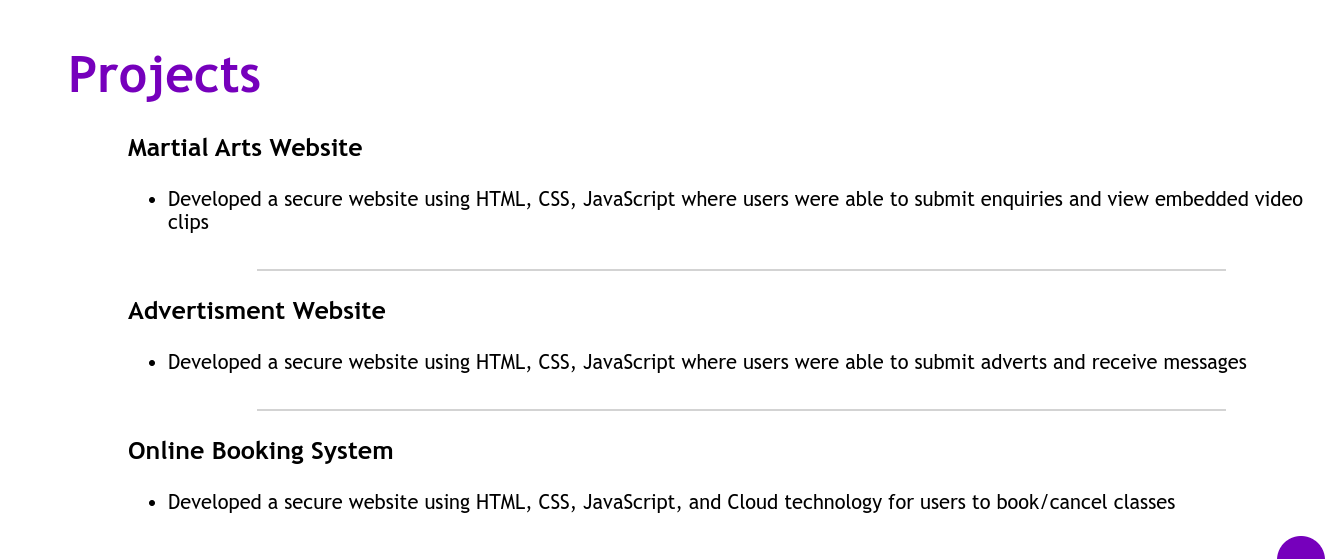 Projects
Martial Arts Website
• Developed a secure website using HTML, CSS, JavaScript where users were able to submit enquiries and view embedded video
clips
Advertisment Website
• Developed a secure website using HTML, CSS, JavaScript where users were able to submit adverts and receive messages
Online Booking System
• Developed a secure website using HTML, CSS, JavaScript, and Cloud technology for users to book/cancel classes